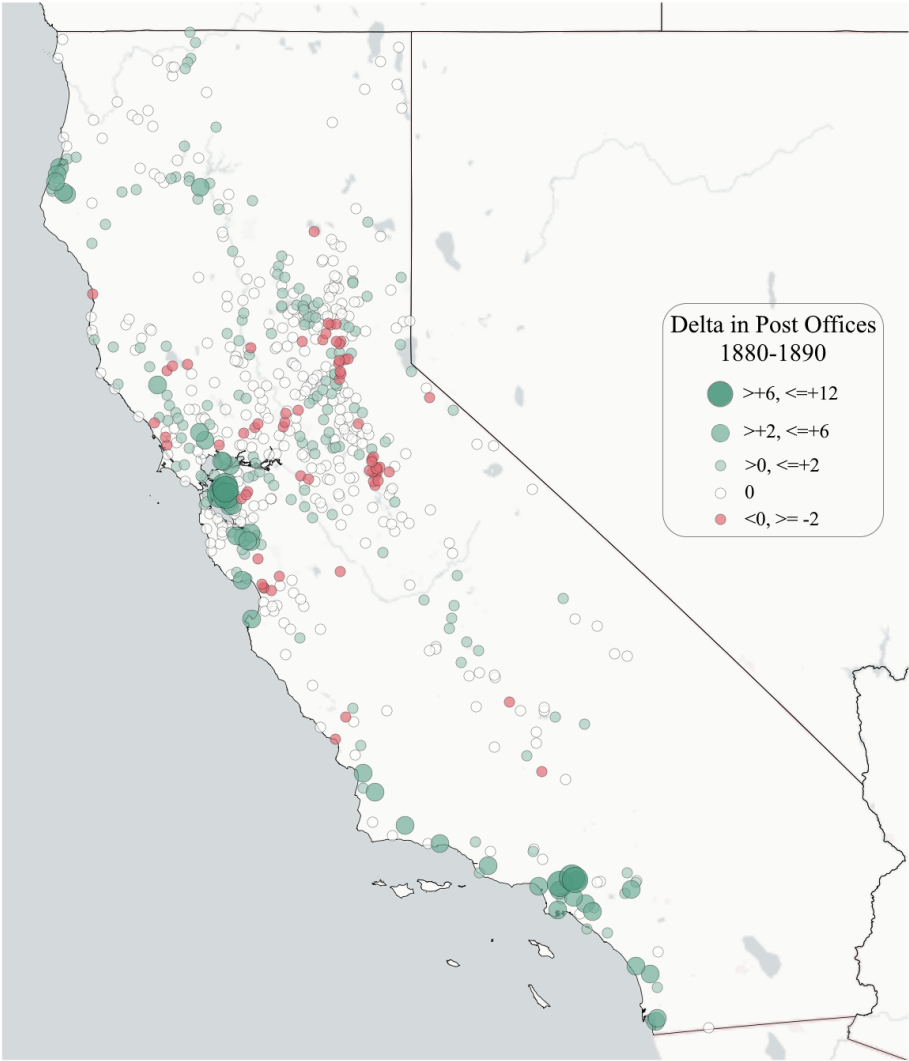 Delta in Post Offices
1880-1890
>+6, <=+12
>+2, <=+6
>0, <=+2
0
<0, >= -2